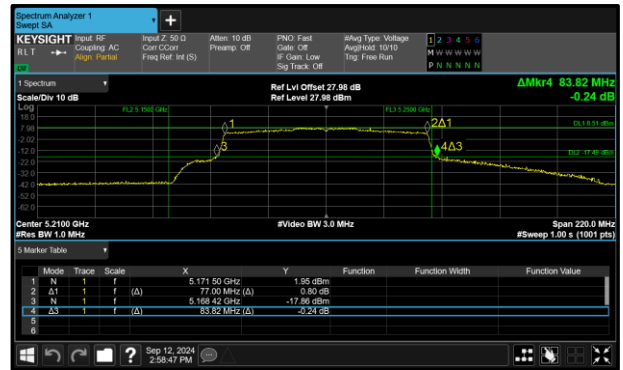 Spectrum Analyzer 1
Swept SA
+
KEYSIGHT Input: RF Input Z: 50 Ω Atten: 10 dB PNO: Fast #Avg Type: Voltage 1 2 3 4 5 6
RLT Coupling: AC Corr CCorr Preamp: Off Gate: Off Avg|Hold: 10/10 M W W W W W
Align: Partial Freq Ref: Int (S) IF Gain: Low Trig: Free Run
Sig Track: Off P N N N N N
LW
1 Spectrum Ref Lvl Offset 27.98 dB ΔMkr4 83.82 MHz
Scale/Div 10 dB Ref Level 27.98 dBm -0.24 dB
Log
18.0 FL2 5.1500 GHz FL3 5.2500 GHz
7.98 1 2Δ1 DL1 8.51 dBm
-2.02
-12.0 3 4Δ3 DL2 -17.49 dBm
-22.0
-32.0
-42.0
-52.0
-62.0
Center 5.2100 GHz #Video BW 3.0 MHz Span 220.0 MHz
#Res BW 1.0 MHz #Sweep 1.00 s (1001 pts)
5 Marker Table
Mode Trace Scale X Y Function Function Width Function Value
1 N 1 f 5.171 50 GHz 1.95 dBm
2 Δ1 1 f (Δ) 77.00 MHz (Δ) 0.80 dB
3 N 1 f 5.168 42 GHz -17.86 dBm
4 Δ3 1 f (Δ) 83.82 MHz (Δ) -0.24 dB
5
6
? Sep 12, 2024
2:58:47 PM